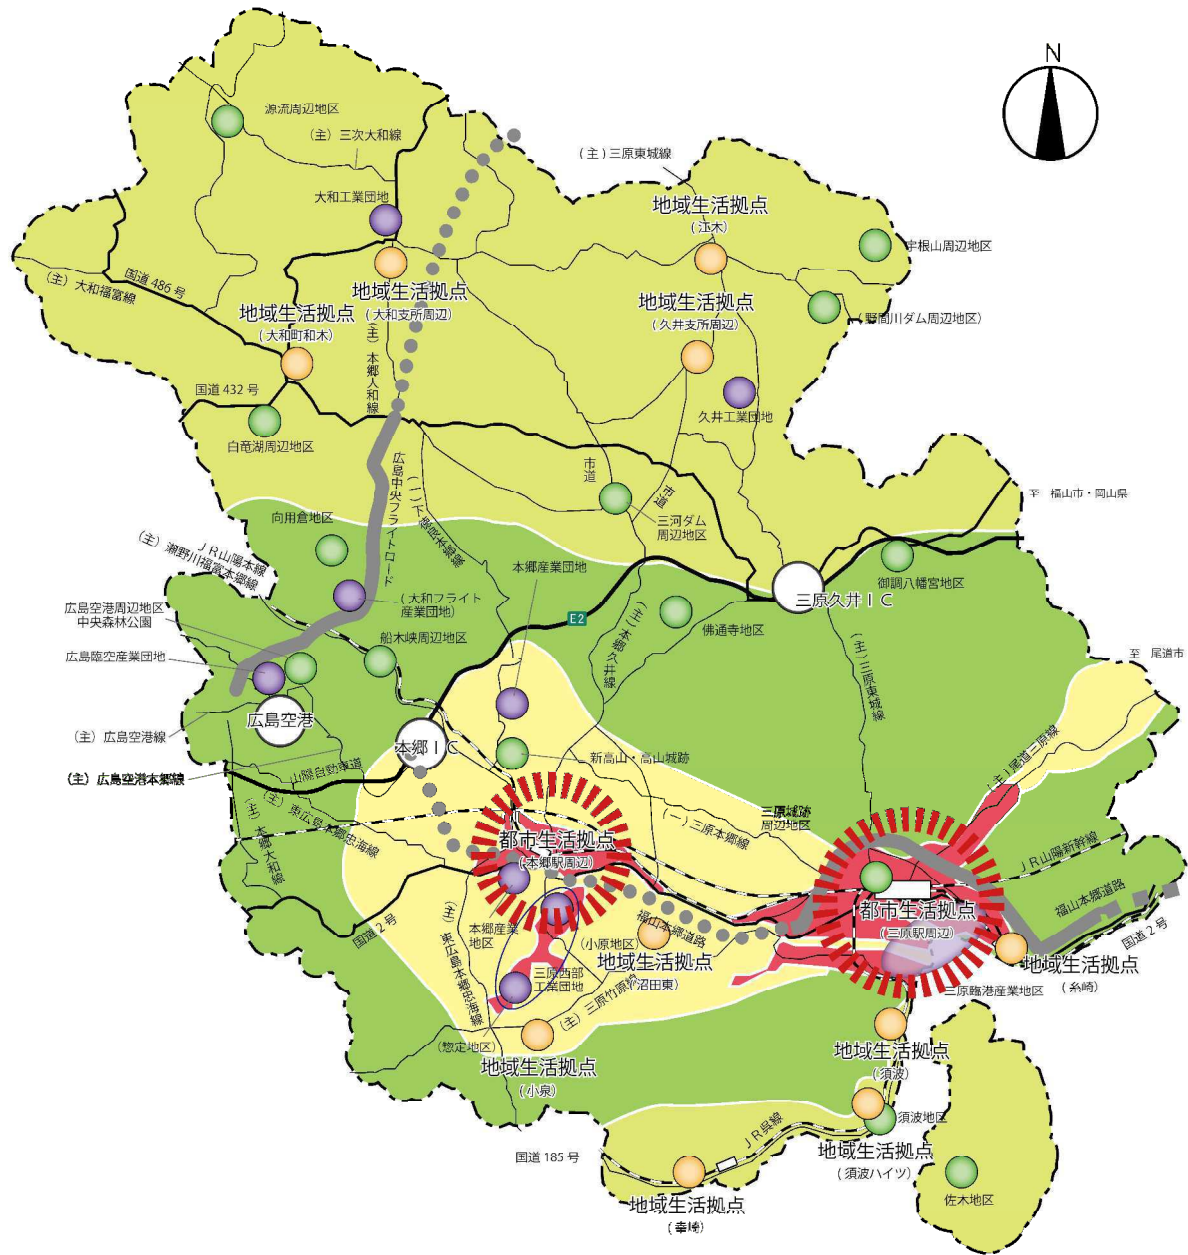 N
源流周辺地区
（主）三次大和線
（主）三原東城線
大和工業団地
地域生活拠点
（江木）
宇根山周辺地区
国道486号
（主）大和福富線
地域生活拠点
（大和支所周辺）
地域生活拠点
（大和町和木）
地域生活拠点
（久井支所周辺）
（野間川ダム周辺地区）
（主）本郷大和線
国道432号
久井工業団地
白竜湖周辺地区
広島中央フライトロード
市道
市道
至　福山市・岡山県
向用倉地区
三河ダム
周辺地区
ＪＲ山陽本線
（主）瀬野川福富本郷線
本郷産業団地
御調八幡宮地区
三原久井ＩＣ
（大和フライト
産業団地）
広島空港周辺地区
中央森林公園
E2
佛通寺地区
船木峡周辺地区
（主）本郷久井線
（主）三原東城線
広島臨空産業団地
至　尾道市
広島空港
（主）広島空港線
本郷ＩＣ
新高山・高山城跡
（主）尾道三原線
（主）広島空港本郷線
山陽自動車道
（主）東広島本郷忠海線
（主）本郷大和線
（一）三原本郷線
三原城跡
周辺地区
都市生活拠点
（本郷駅周辺）
ＪＲ山陽新幹線
福山本郷道路
都市生活拠点
（三原駅周辺）
国道2号
国道2号
（主）東広島本郷忠海線
本郷産業
地区
福山本郷道路
（小原地区）
地域生活拠点
（沼田東）
三原西部
工業団地
（主）三原竹原線
地域生活拠点
（糸崎）
三原臨港産業地区
（惣定地区）
地域生活拠点
（小泉）
地域生活拠点
（須波）
須波地区
ＪＲ呉線
国道185号
地域生活拠点
（須波ハイツ）
地域生活拠点
（幸崎）
佐木地区